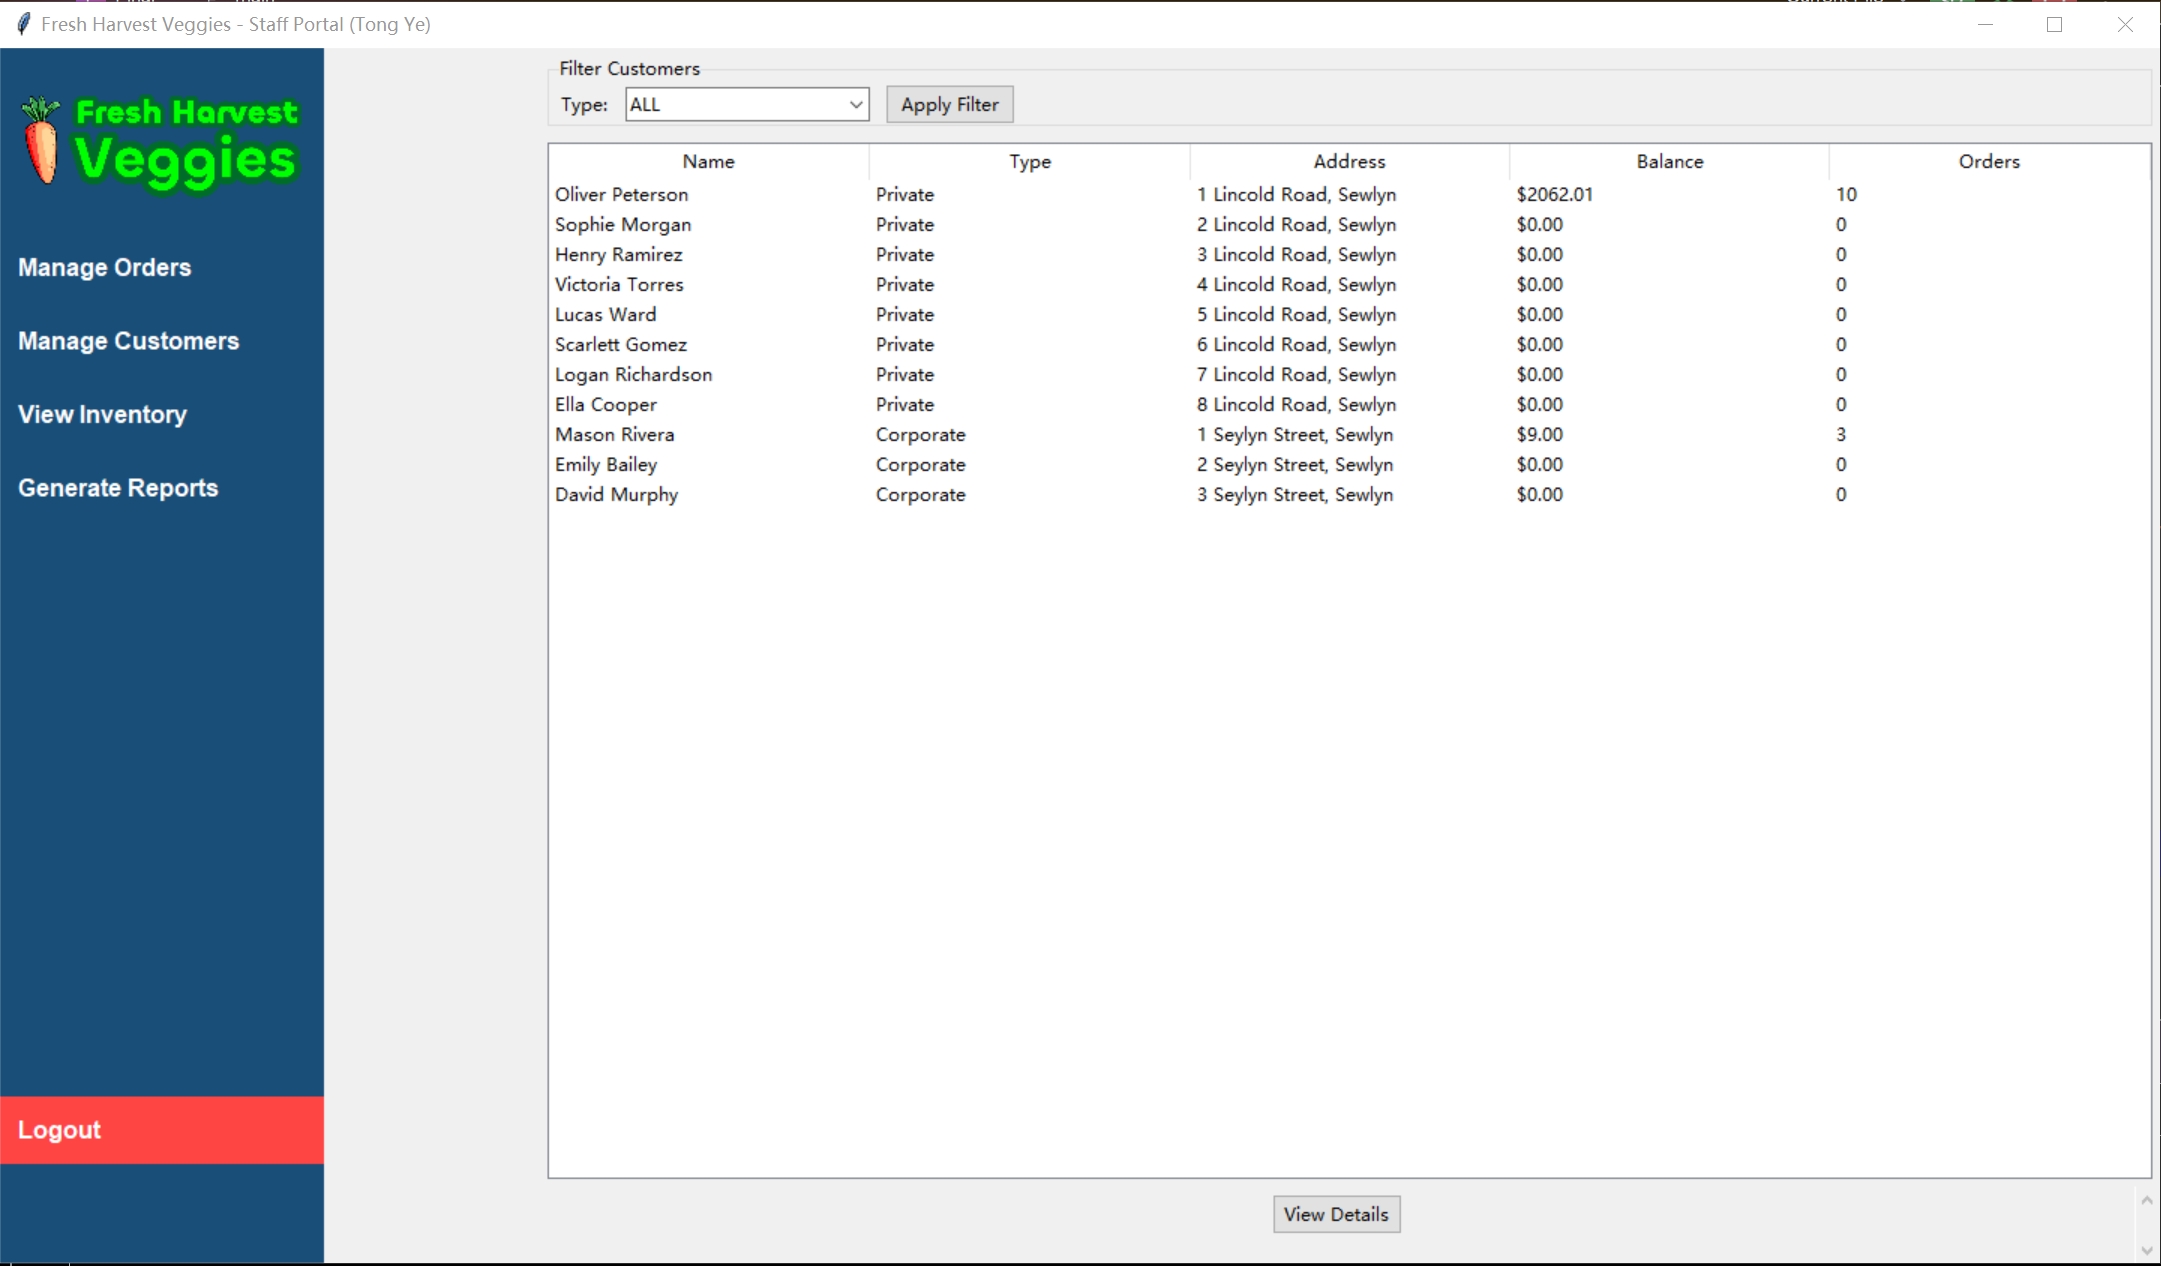 Fresh Harvest Veggies - Staff Portal (Tong Ye)
Fresh Harvest
Veggies
Manage Orders
Manage Customers
View Inventory
Generate Reports
Logout
Filter Customers
Type: ALL Apply Filter
Name Type Address Balance Orders
Oliver Peterson Private 1 Lincold Road, Sewlyn $2062.01 10
Sophie Morgan Private 2 Lincold Road, Sewlyn $0.00 0
Henry Ramirez Private 3 Lincold Road, Sewlyn $0.00 0
Victoria Torres Private 4 Lincold Road, Sewlyn $0.00 0
Lucas Ward Private 5 Lincold Road, Sewlyn $0.00 0
Scarlett Gomez Private 6 Lincold Road, Sewlyn $0.00 0
Logan Richardson Private 7 Lincold Road, Sewlyn $0.00 0
Ella Cooper Private 8 Lincold Road, Sewlyn $0.00 0
Mason Rivera Corporate 1 Seylyn Street, Sewlyn $9.00 3
Emily Bailey Corporate 2 Seylyn Street, Sewlyn $0.00 0
David Murphy Corporate 3 Seylyn Street, Sewlyn $0.00 0
View Details